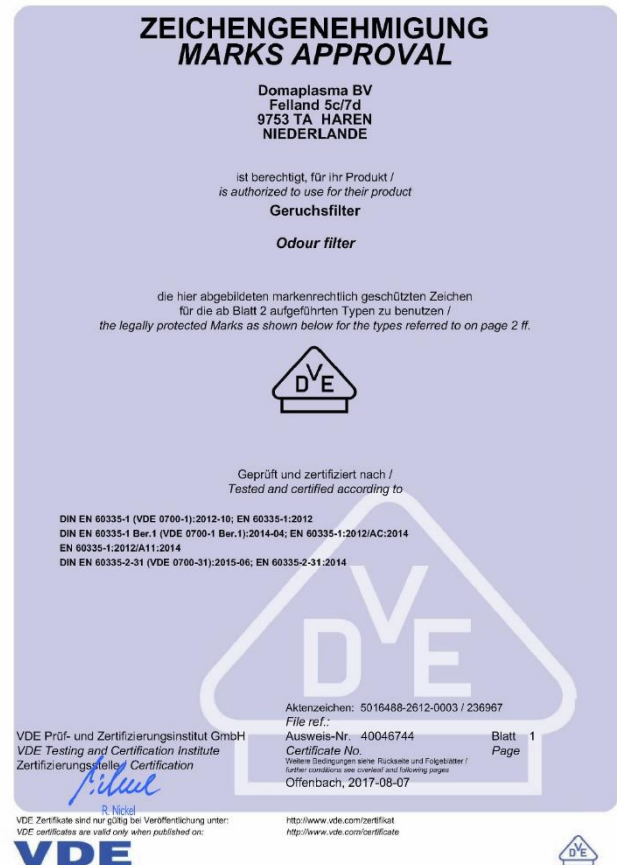 ZEICHENGENEHMIGUNG
MARKS APPROVAL
Domaplasma BV
Felland 5c/7d
9753 TA HAREN
NIEDERLANDE
ist berechtigt, für ihr Produkt /
is authorized to use for their product
Geruchsfilter
Odour filter
die hier abgebildeten markenrechtlich geschützten Zeichen
für die ab Blatt 2 aufgeführten Typen zu benutzen /
the legally protected Marks as shown below for the types referred to on page 2 ff.
DVE
Geprüft und zertifiziert nach /
Tested and certified according to
DIN EN 60335-1 (VDE 0700-1):2012-10; EN 60335-1:2012
DIN EN 60335-1 Ber.1 (VDE 0700-1 Ber.1):2014-04; EN 60335-1:2012/AC:2014
EN 60335-1:2012/A11:2014
DIN EN 60335-2-31 (VDE 0700-31):2015-06; EN 60335-2-31:2014
DVE
Aktenzeichen: 5016488-2612-0003 / 236967
File ref.:
VDE Prüf- und Zertifizierungsinstitut GmbH
Ausweis-Nr. 40046744 Blatt 1
VDE Testing and Certification Institute
Certificate No. Page
Zertifizierungsstelle / Certification
Weitere Bedingungen siehe Rückseite und Folgeblätter /
further conditions see overleaf and following pages
Offenbach, 2017-08-07
R. Nickel
VDE Zertifikate sind nur gültig bei Veröffentlichung unter: http://www.vde.com/zertifikat
VDE certificates are valid only when published on: http://www.vde.com/certificate
VDE
DVE